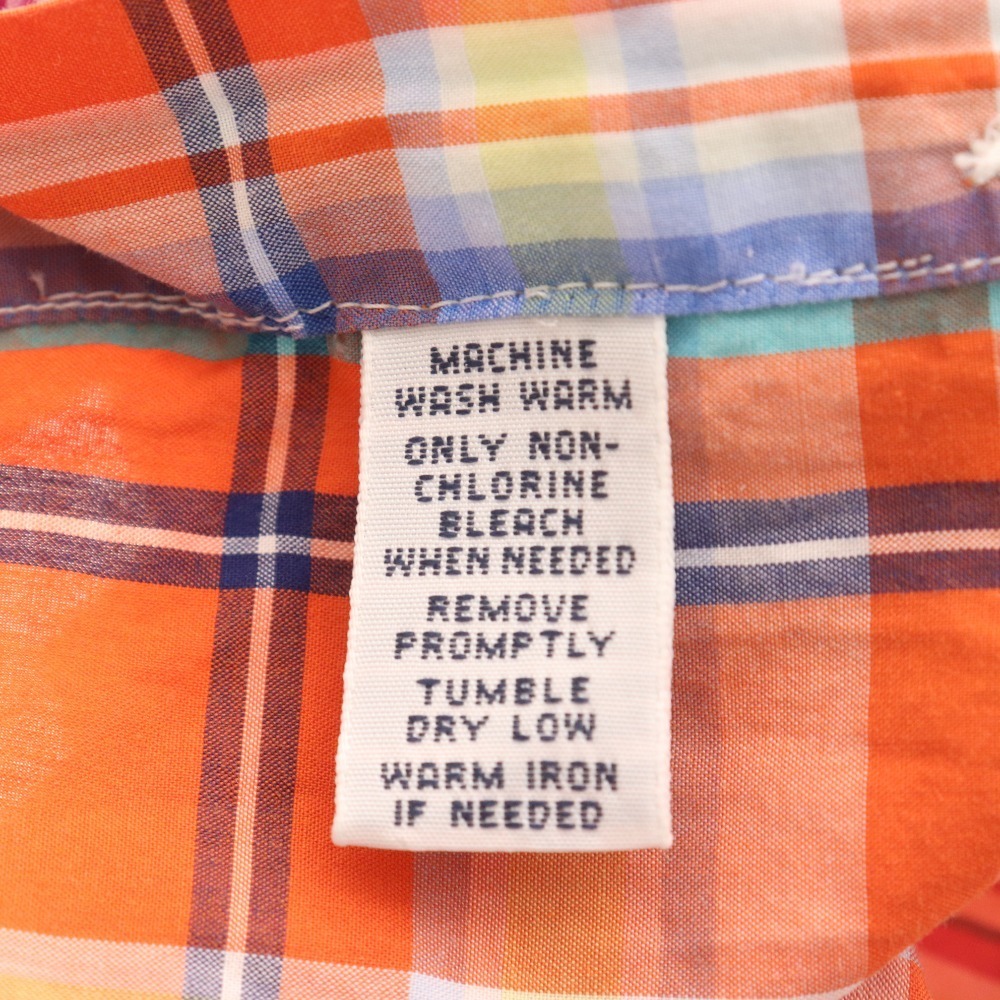 MACHINE
WASH WARM
ONLY NON-
CHLORINE
BLEACH
WHEN NEEDED
REMOVE
PROMPTLY
TUMBLE
DRY LOW
WARM IRON
IF NEEDED